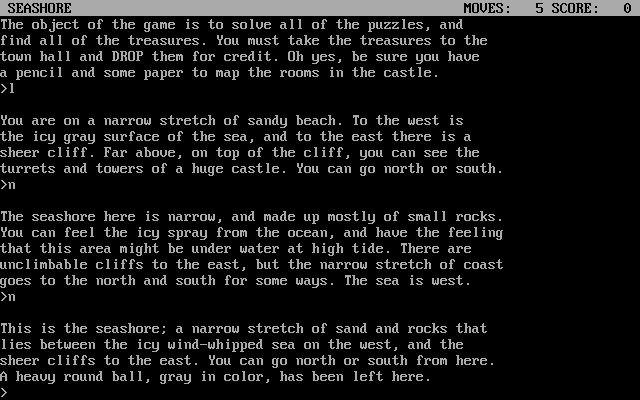 SEASHORE MOVES: 5 SCORE: 0
The object of the game is to solve all of the puzzles, and
find all of the treasures. You must take the treasures to the
town hall and DROP them for credit. Oh yes, be sure you have
a pencil and some paper to map the rooms in the castle.
>l
You are on a narrow stretch of sandy beach. To the west is
the icy gray surface of the sea, and to the east there is a
sheer cliff. Far above, on top of the cliff, you can see the
turrets and towers of a huge castle. You can go north or south.
>n
The seashore here is narrow, and made up mostly of small rocks.
You can feel the icy spray from the ocean, and have the feeling
that this area might be under water at high tide. There are
unclimbable cliffs to the east, but the narrow stretch of coast
goes to the north and south for some ways. The sea is west.
>n
This is the seashore; a narrow stretch of sand and rocks that
lies between the icy wind-whipped sea on the west, and the
sheer cliffs to the east. You can go north or south from here.
A heavy round ball, gray in color, has been left here.
>